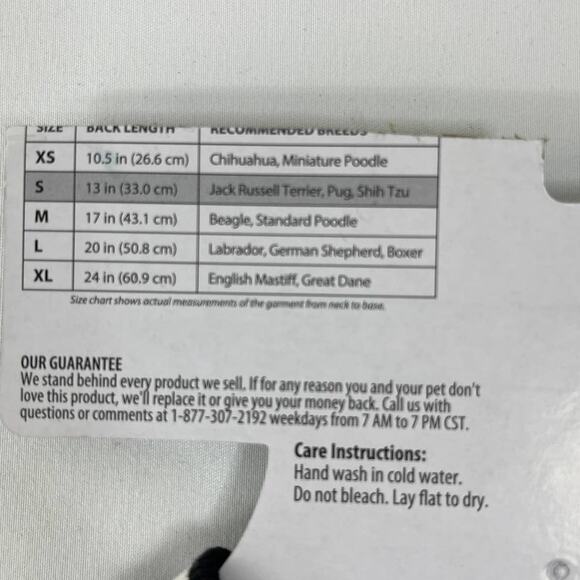 SIZE BACK LENGTH RECOMMENDED BREEDS
XS 10.5 in (26.6 cm) Chihuahua, Miniature Poodle
S 13 in (33.0 cm) Jack Russell Terrier, Pug, Shih Tzu
M 17 in (43.1 cm) Beagle, Standard Poodle
L 20 in (50.8 cm) Labrador, German Shepherd, Boxer
XL 24 in (60.9 cm) English Mastiff, Great Dane
Size chart shows actual measurements of the garment from neck to base.
OUR GUARANTEE
We stand behind every product we sell. If for any reason you and your pet don't
love this product, we'll replace it or give you your money back. Call us with
questions or comments at 1-877-307-2192 weekdays from 7 AM to 7 PM CST.
Care Instructions:
Hand wash in cold water.
Do not bleach. Lay flat to dry.